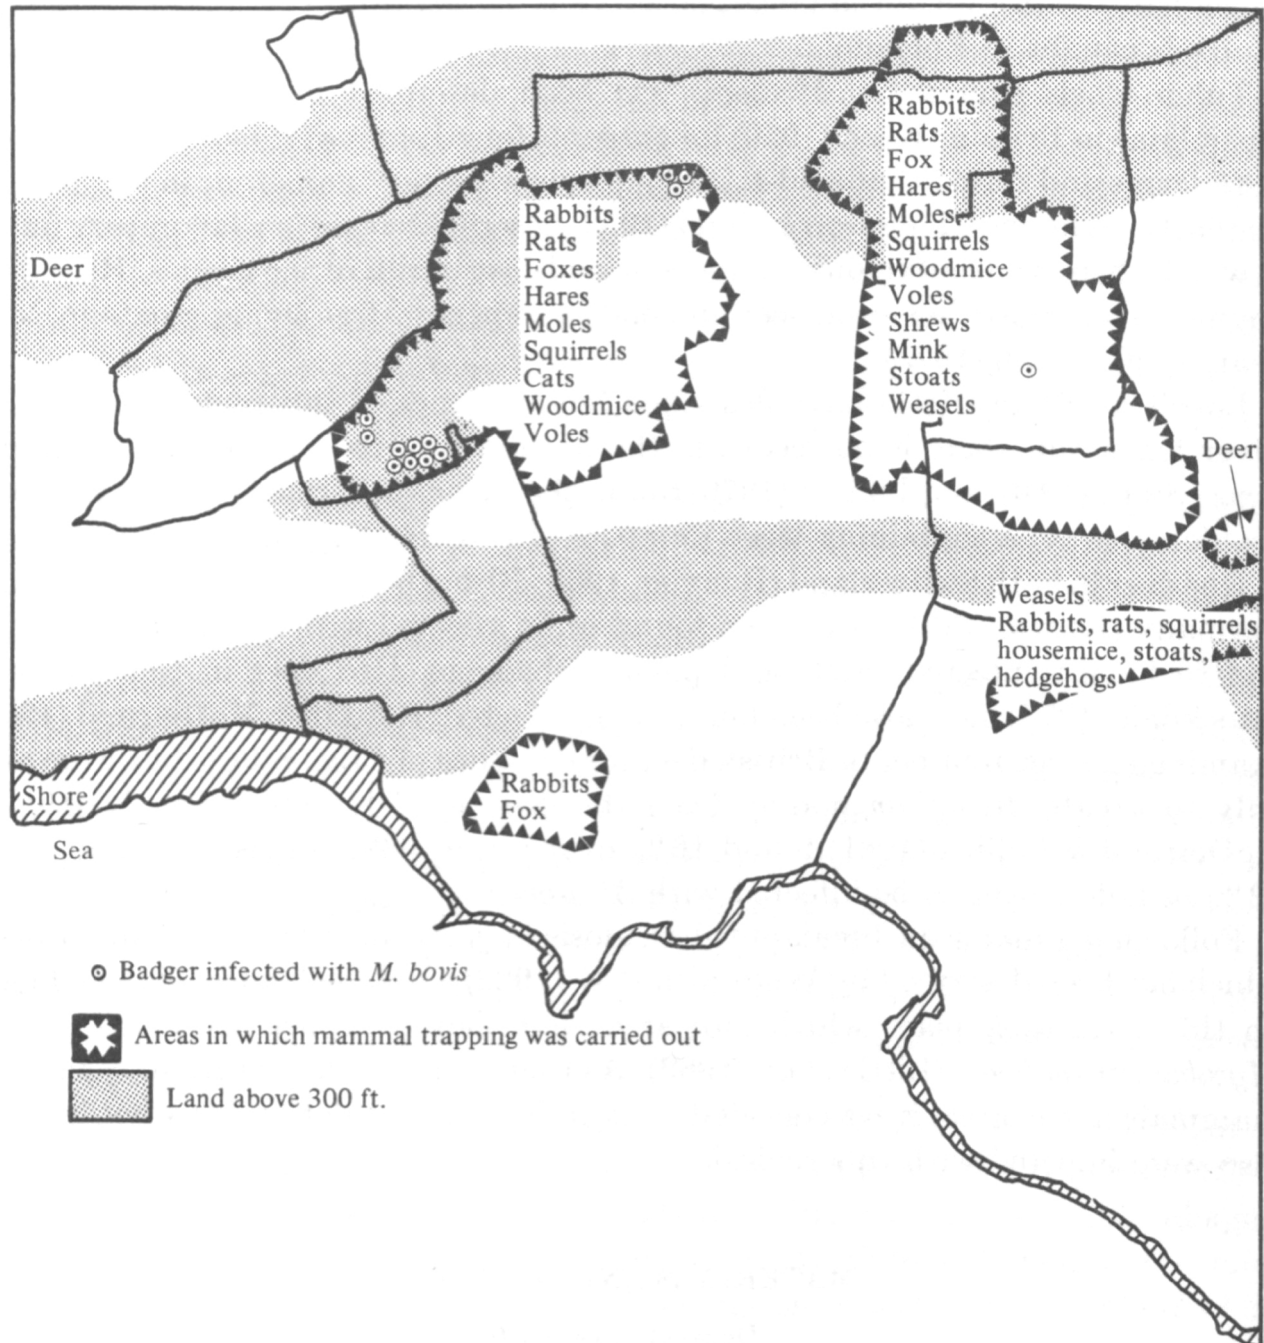 Deer
Rabbits
Rats
Foxes
Hares
Moles
Squirrels
Cats
Woodmice
Voles
Rabbits
Rats
Fox
Hares
Moles
Squirrels
Woodmice
Voles
Shrews
Mink
Stoats
Weasels
Deer
Weasels
Rabbits, rats, squirrels
housemice, stoats,
hedgehogs
Rabbits
Fox
Shore
Sea
Badger infected with M. bovis
Areas in which mammal trapping was carried out
Land above 300 ft.